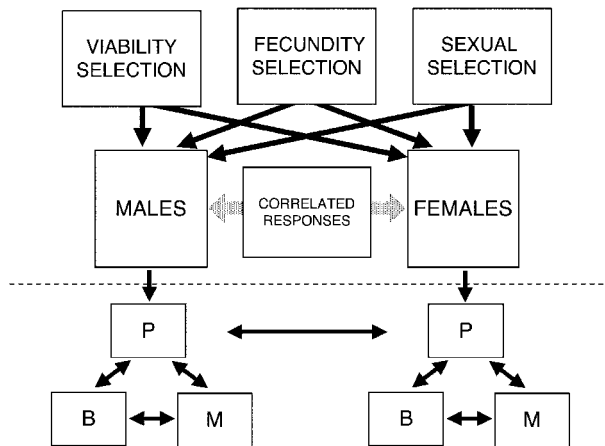 VIABILITY
SELECTION
FECUNDITY
SELECTION
SEXUAL
SELECTION
MALES
CORRELATED
RESPONSES
FEMALES
P
P
B
M
B
M